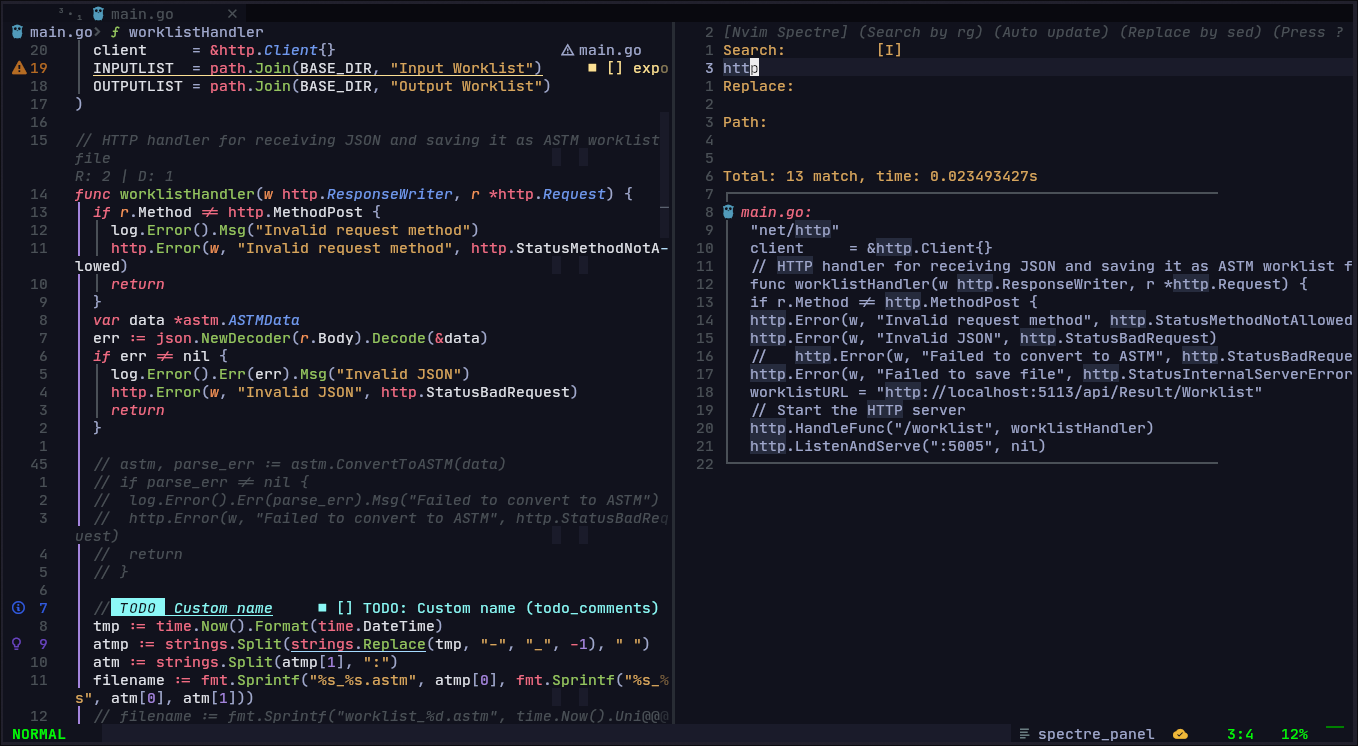 main.go ×
main.go> ƒ worklistHandler
20 client     = &http.Client{}
⚠ main.go
19 INPUTLIST  = path.Join(BASE_DIR, "Input Worklist")
■ [] expo
18 OUTPUTLIST = path.Join(BASE_DIR, "Output Worklist")
17 )
16
15 // HTTP handler for receiving JSON and saving it as ASTM worklist
file
R: 2 | D: 1
14 func worklistHandler(w http.ResponseWriter, r *http.Request) {
13 if r.Method != http.MethodPost {
12 log.Error().Msg("Invalid request method")
11 http.Error(w, "Invalid request method", http.StatusMethodNotA-
lowed)
10 return
9 }
8 var data *astm.ASTMData
7 err := json.NewDecoder(r.Body).Decode(&data)
6 if err != nil {
5 log.Error().Err(err).Msg("Invalid JSON")
4 http.Error(w, "Invalid JSON", http.StatusBadRequest)
3 return
2 }
1
45 // astm, parse_err := astm.ConvertToASTM(data)
1 // if parse_err != nil {
2 //  log.Error().Err(parse_err).Msg("Failed to convert to ASTM")
3 //  http.Error(w, "Failed to convert to ASTM", http.StatusBadReq
uest)
4 //  return
5 // }
6
7 // TODO Custom name     ■ [] TODO: Custom name (todo_comments)
8 tmp := time.Now().Format(time.DateTime)
9 atmp := strings.Split(strings.Replace(tmp, "-", "_", -1), " ")
10 atm := strings.Split(atmp[1], ":")
11 filename := fmt.Sprintf("%s_%s.astm", atmp[0], fmt.Sprintf("%s_%
s", atm[0], atm[1]))
12 // filename := fmt.Sprintf("worklist_%d.astm", time.Now().Uni@@@
2 [Nvim Spectre] (Search by rg) (Auto update) (Replace by sed) (Press ?
1 Search:          [I]
3 http
1 Replace:
2
3 Path:
4
5
6 Total: 13 match, time: 0.023493427s
7
8 main.go:
9 "net/http"
10 client     = &http.Client{}
11 // HTTP handler for receiving JSON and saving it as ASTM worklist f
12 func worklistHandler(w http.ResponseWriter, r *http.Request) {
13 if r.Method != http.MethodPost {
14 http.Error(w, "Invalid request method", http.StatusMethodNotAllowed
15 http.Error(w, "Invalid JSON", http.StatusBadRequest)
16 //   http.Error(w, "Failed to convert to ASTM", http.StatusBadReque
17 http.Error(w, "Failed to save file", http.StatusInternalServerError
18 worklistURL = "http://localhost:5113/api/Result/Worklist"
19 // Start the HTTP server
20 http.HandleFunc("/worklist", worklistHandler)
21 http.ListenAndServe(":5005", nil)
22
NORMAL
spectre_panel
3:4
12%